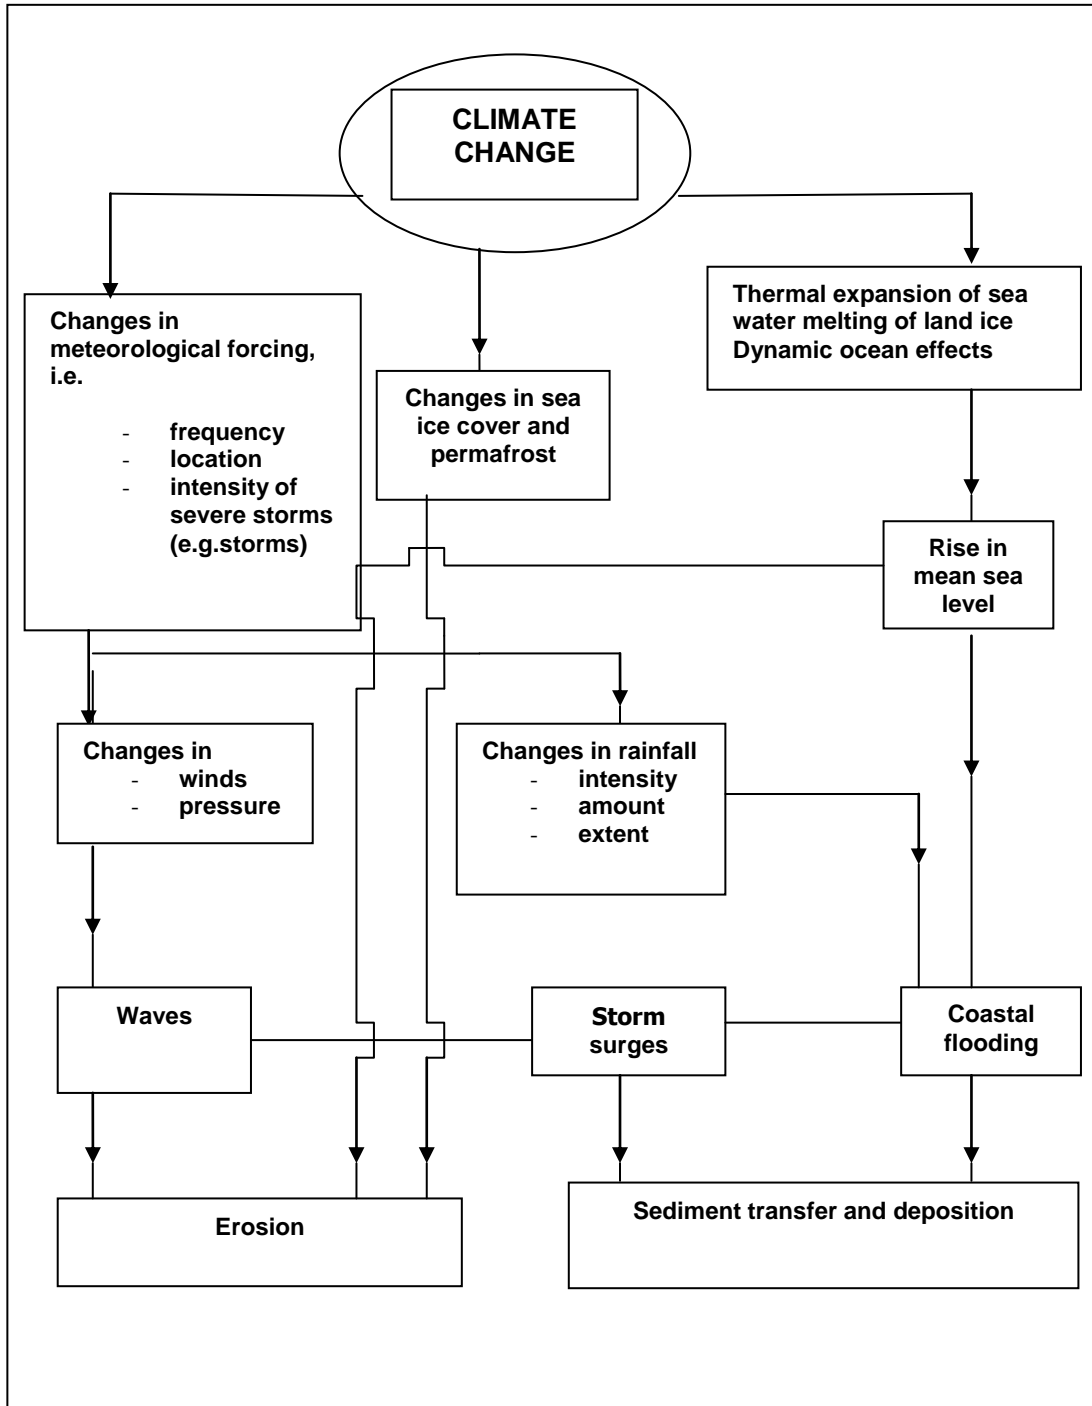 CLIMATE
CHANGE
Changes in
meteorological forcing,
i.e.
- frequency
- location
- intensity of
severe storms
(e.g.storms)
Changes in sea
ice cover and
permafrost
Thermal expansion of sea
water melting of land ice
Dynamic ocean effects
Rise in
mean sea
level
Changes in
- winds
- pressure
Changes in rainfall
- intensity
- amount
- extent
Waves
Storm
surges
Coastal
flooding
Erosion
Sediment transfer and deposition